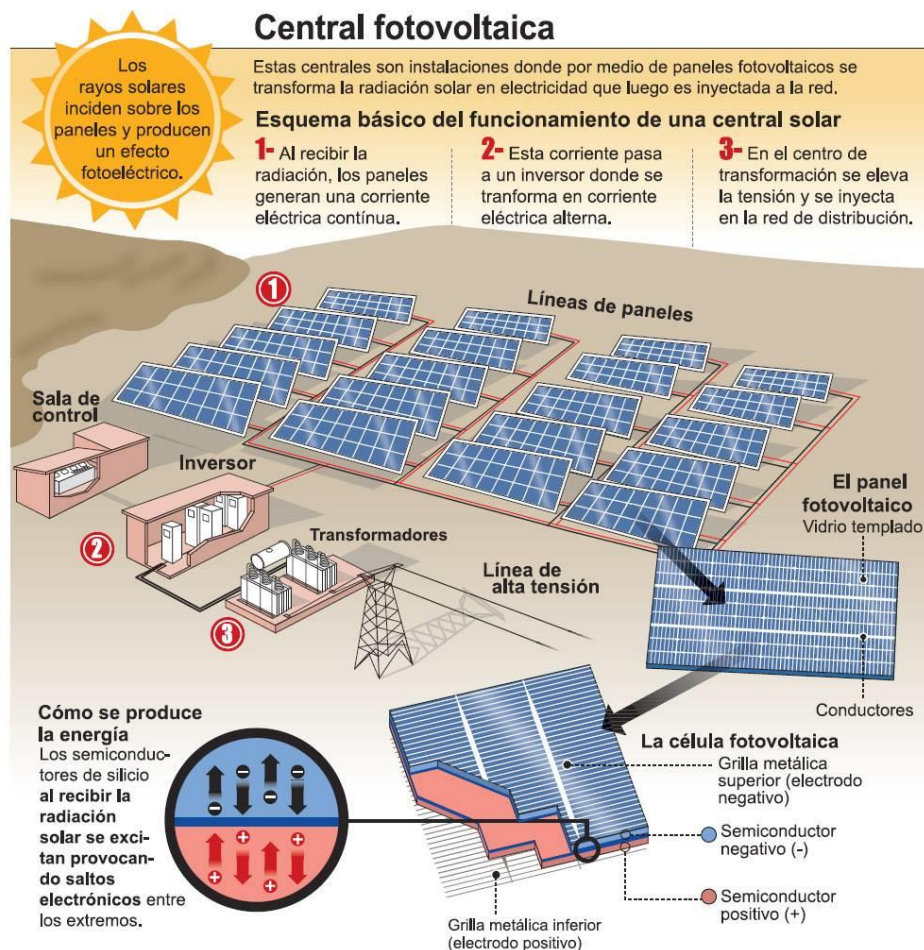 Central fotovoltaica
Los
rayos solares
inciden sobre los
paneles y producen
un efecto
fotoeléctrico.
Estas centrales son instalaciones donde por medio de paneles fotovoltaicos se
transforma la radiación solar en electricidad que luego es inyectada a la red.
Esquema básico del funcionamiento de una central solar
1- Al recibir la
radiación, los paneles
generan una corriente
eléctrica contínua.
2- Esta corriente pasa
a un inversor donde se
tranforma en corriente
eléctrica alterna.
3- En el centro de
transformación se eleva
la tensión y se inyecta
en la red de distribución.
1
Líneas de paneles
Sala de
control
Inversor
2
Transformadores
3
Línea de
alta tensión
El panel
fotovoltaico
Vidrio templado
Conductores
Cómo se produce
la energía
Los semiconduc-
tores de silicio
al recibir la
radiación
solar se exci-
tan provocan-
do saltos
electrónicos entre
los extremos.
La célula fotovoltaica
Grilla metálica
superior (electrodo
negativo)
Semiconductor
negativo (-)
Semiconductor
positivo (+)
Grilla metálica inferior
(electrodo positivo)